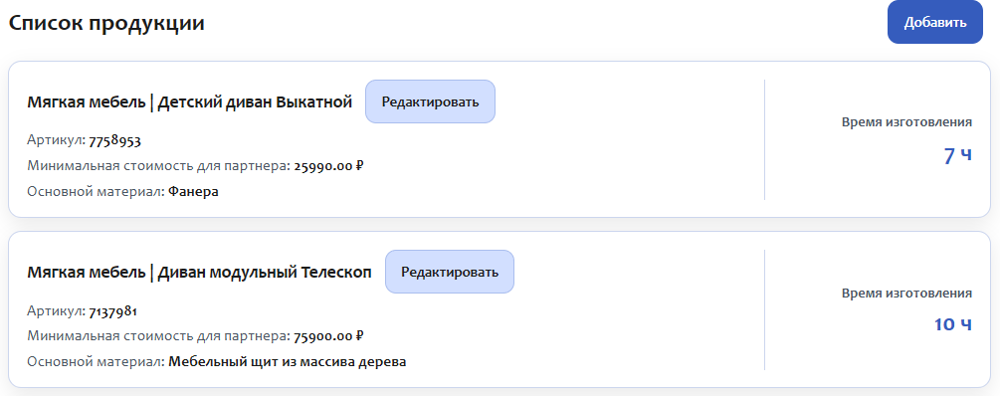 Список продукции
Добавить
Мягкая мебель | Детский диван Выкатной
Редактировать
Артикул: 7758953
Минимальная стоимость для партнера: 25990.00 ₽
Основной материал: Фанера
Время изготовления
7 ч
Мягкая мебель | Диван модульный Телескоп
Редактировать
Артикул: 7137981
Минимальная стоимость для партнера: 75900.00 ₽
Основной материал: Мебельный щит из массива дерева
Время изготовления
10 ч